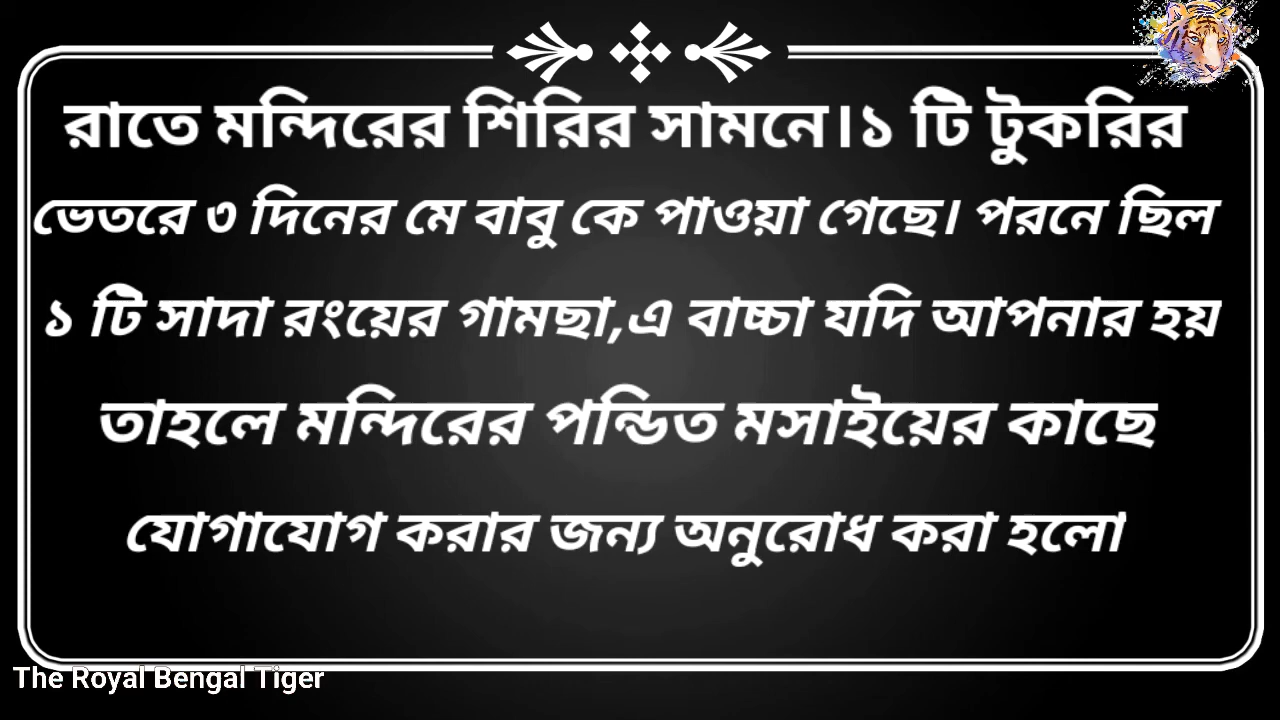 রাতে মন্দিরের শিরির সামনে।১ টি টুকরির
ভেতরে ৩ দিনের মে বাবু কে পাওয়া গেছে। পরনে ছিল
১ টি সাদা রংয়ের গামছা,এ বাচ্চা যদি আপনার হয়
তাহলে মন্দিরের পন্ডিত মসাইয়ের কাছে
যোগাযোগ করার জন্য অনুরোধ করা হলো
The Royal Bengal Tiger